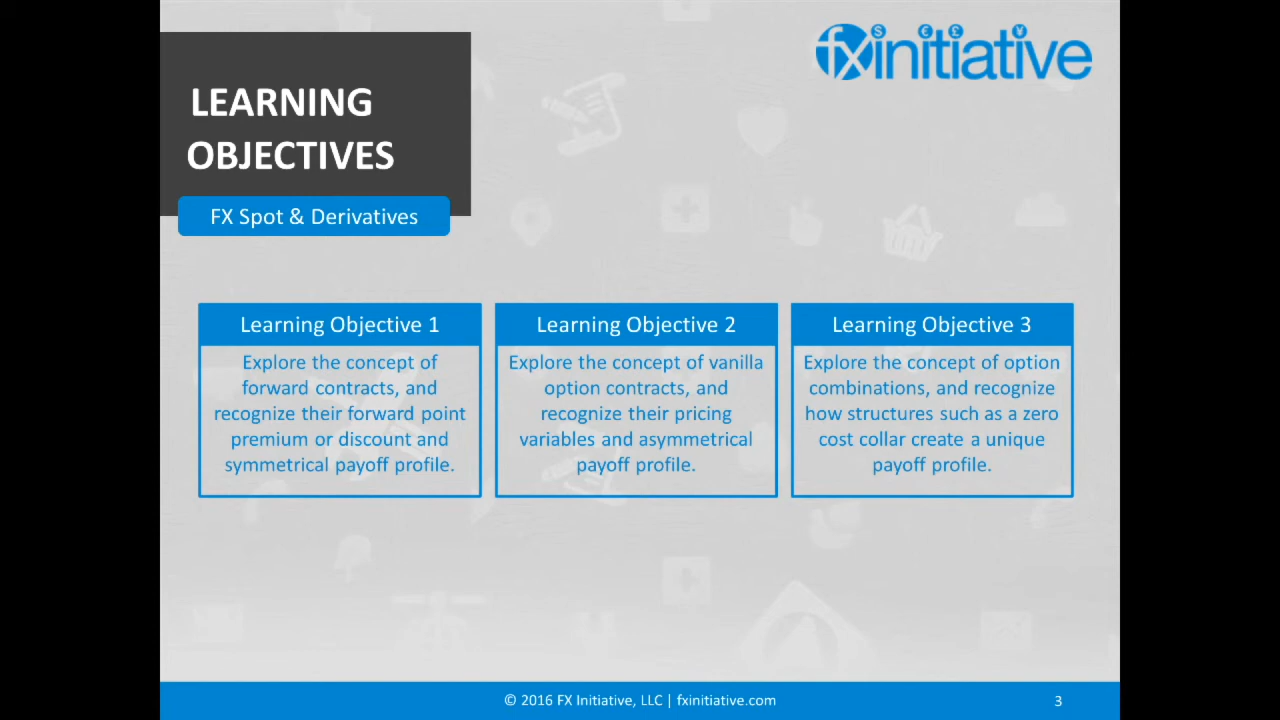 fxinitiative
$ € £ ¥
LEARNING
OBJECTIVES
FX Spot & Derivatives
Learning Objective 1
Explore the concept of
forward contracts, and
recognize their forward point
premium or discount and
symmetrical payoff profile.
Learning Objective 2
Explore the concept of vanilla
option contracts, and
recognize their pricing
variables and asymmetrical
payoff profile.
Learning Objective 3
Explore the concept of option
combinations, and recognize
how structures such as a zero
cost collar create a unique
payoff profile.
© 2016 FX Initiative, LLC | fxinitiative.com
3